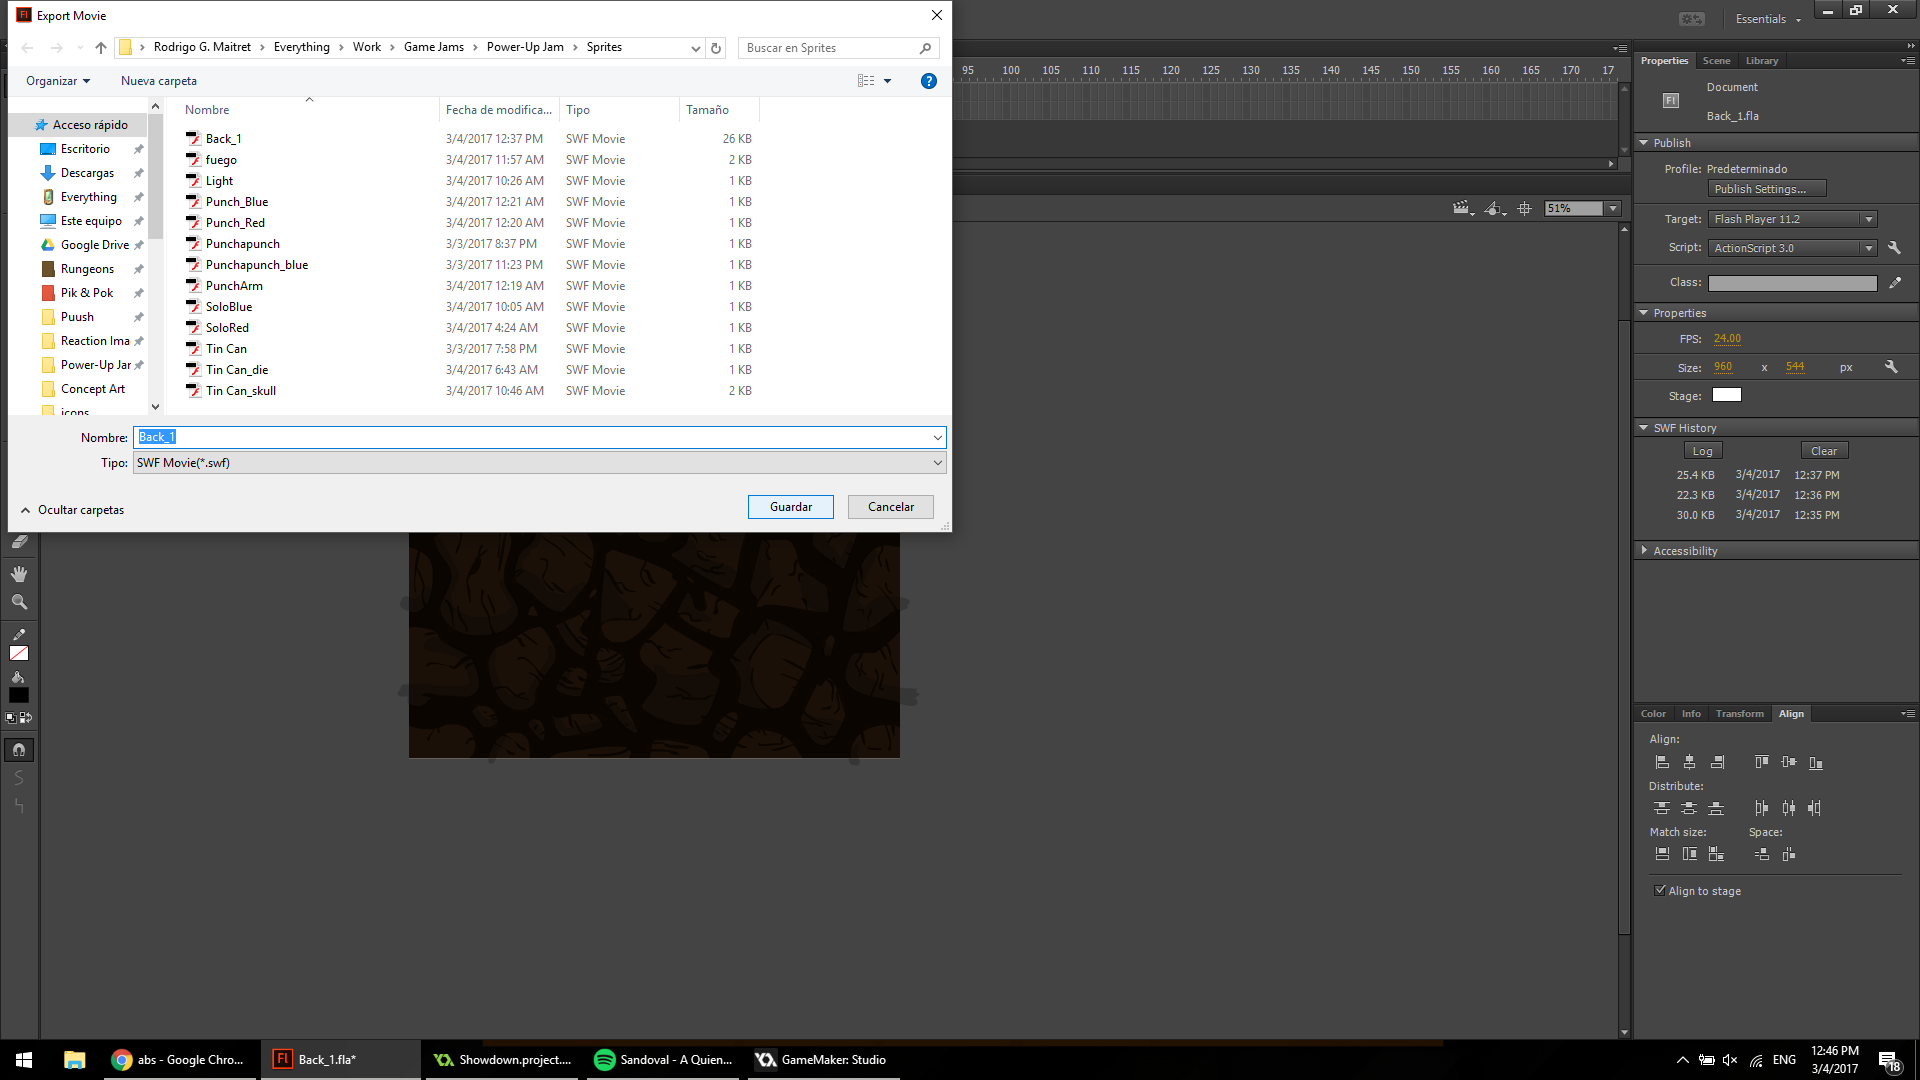 Export Movie
Essentials
Rodrigo G. Maitret Everything Work Game Jams Power-Up Jam Sprites
Buscar en Sprites
Organizar Nueva carpeta
Nombre Fecha de modifica... Tipo Tamaño
Acceso rápido
Escritorio
Descargas
Everything
Este equipo
Google Drive
Rungeons
Pik & Pok
Puush
Reaction Ima
Power-Up Jar
Concept Art
icons
Back_1 3/4/2017 12:37 PM SWF Movie 26 KB
fuego 3/4/2017 11:57 AM SWF Movie 2 KB
Light 3/4/2017 10:26 AM SWF Movie 1 KB
Punch_Blue 3/4/2017 12:21 AM SWF Movie 1 KB
Punch_Red 3/4/2017 12:20 AM SWF Movie 1 KB
Punchapunch 3/3/2017 8:37 PM SWF Movie 1 KB
Punchapunch_blue 3/3/2017 11:23 PM SWF Movie 1 KB
PunchArm 3/4/2017 12:19 AM SWF Movie 1 KB
SoloBlue 3/4/2017 10:05 AM SWF Movie 1 KB
SoloRed 3/4/2017 4:24 AM SWF Movie 1 KB
Tin Can 3/3/2017 7:58 PM SWF Movie 1 KB
Tin Can_die 3/4/2017 6:43 AM SWF Movie 1 KB
Tin Can_skull 3/4/2017 10:46 AM SWF Movie 2 KB
Nombre: Back_1
Tipo: SWF Movie(*.swf)
Ocultar carpetas
Guardar Cancelar
95 100 105 110 115 120 125 130 135 140 145 150 155 160 165 170 17
51%
Properties Scene Library
Fl
Document
Back_1.fla
Publish
Profile: Predeterminado
Publish Settings...
Target: Flash Player 11.2
Script: ActionScript 3.0
Class:
Properties
FPS: 24.00
Size: 960 x 544 px
Stage:
SWF History
Log Clear
25.4 KB 3/4/2017 12:37 PM
22.3 KB 3/4/2017 12:36 PM
30.0 KB 3/4/2017 12:35 PM
Accessibility
Color Info Transform Align
Align:
Distribute:
Match size: Space:
Align to stage
abs - Google Chro...
Fl Back_1.fla*
Showdown.project....
Sandoval - A Quien...
GameMaker: Studio
ENG
12:46 PM
3/4/2017
18